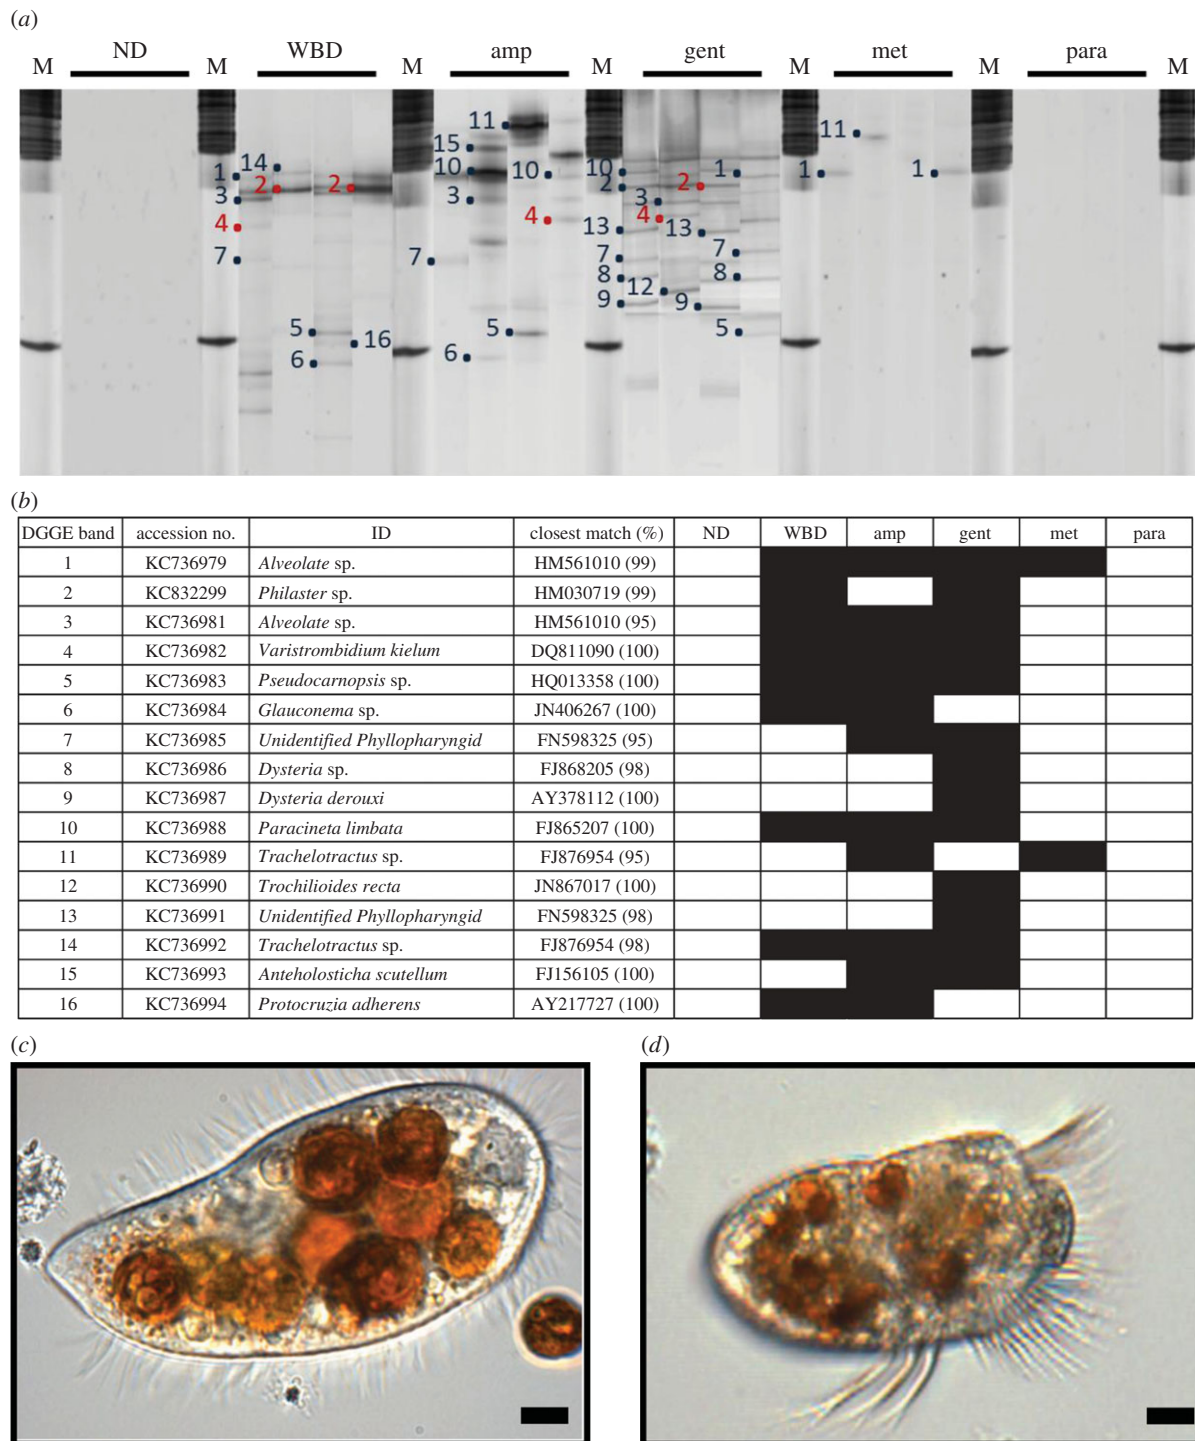 (a)
ND WBD amp gent met para
M M M M M M M
11 11
14 15
1 10 10 10 1 1 1
2 2 2 2
3 3 3
4 4 4
13 13
7 7 7 7
8 8
12
9 9
5 16 5 5
6 6
(b)
DGGE band accession no. ID closest match (%) ND WBD amp gent met para
1 KC736979 Alveolate sp. HM561010 (99)
2 KC832299 Philaster sp. HM030719 (99)
3 KC736981 Alveolate sp. HM561010 (95)
4 KC736982 Varistrombidium kielum DQ811090 (100)
5 KC736983 Pseudocarnopsis sp. HQ013358 (100)
6 KC736984 Glauconema sp. JN406267 (100)
7 KC736985 Unidentified Phyllopharyngid FN598325 (95)
8 KC736986 Dysteria sp. FJ868205 (98)
9 KC736987 Dysteria derouxi AY378112 (100)
10 KC736988 Paracineta limbata FJ865207 (100)
11 KC736989 Trachelotractus sp. FJ876954 (95)
12 KC736990 Trochilioides recta JN867017 (100)
13 KC736991 Unidentified Phyllopharyngid FN598325 (98)
14 KC736992 Trachelotractus sp. FJ876954 (98)
15 KC736993 Anteholosticha scutellum FJ156105 (100)
16 KC736994 Protocruzia adherens AY217727 (100)
(c) (d)